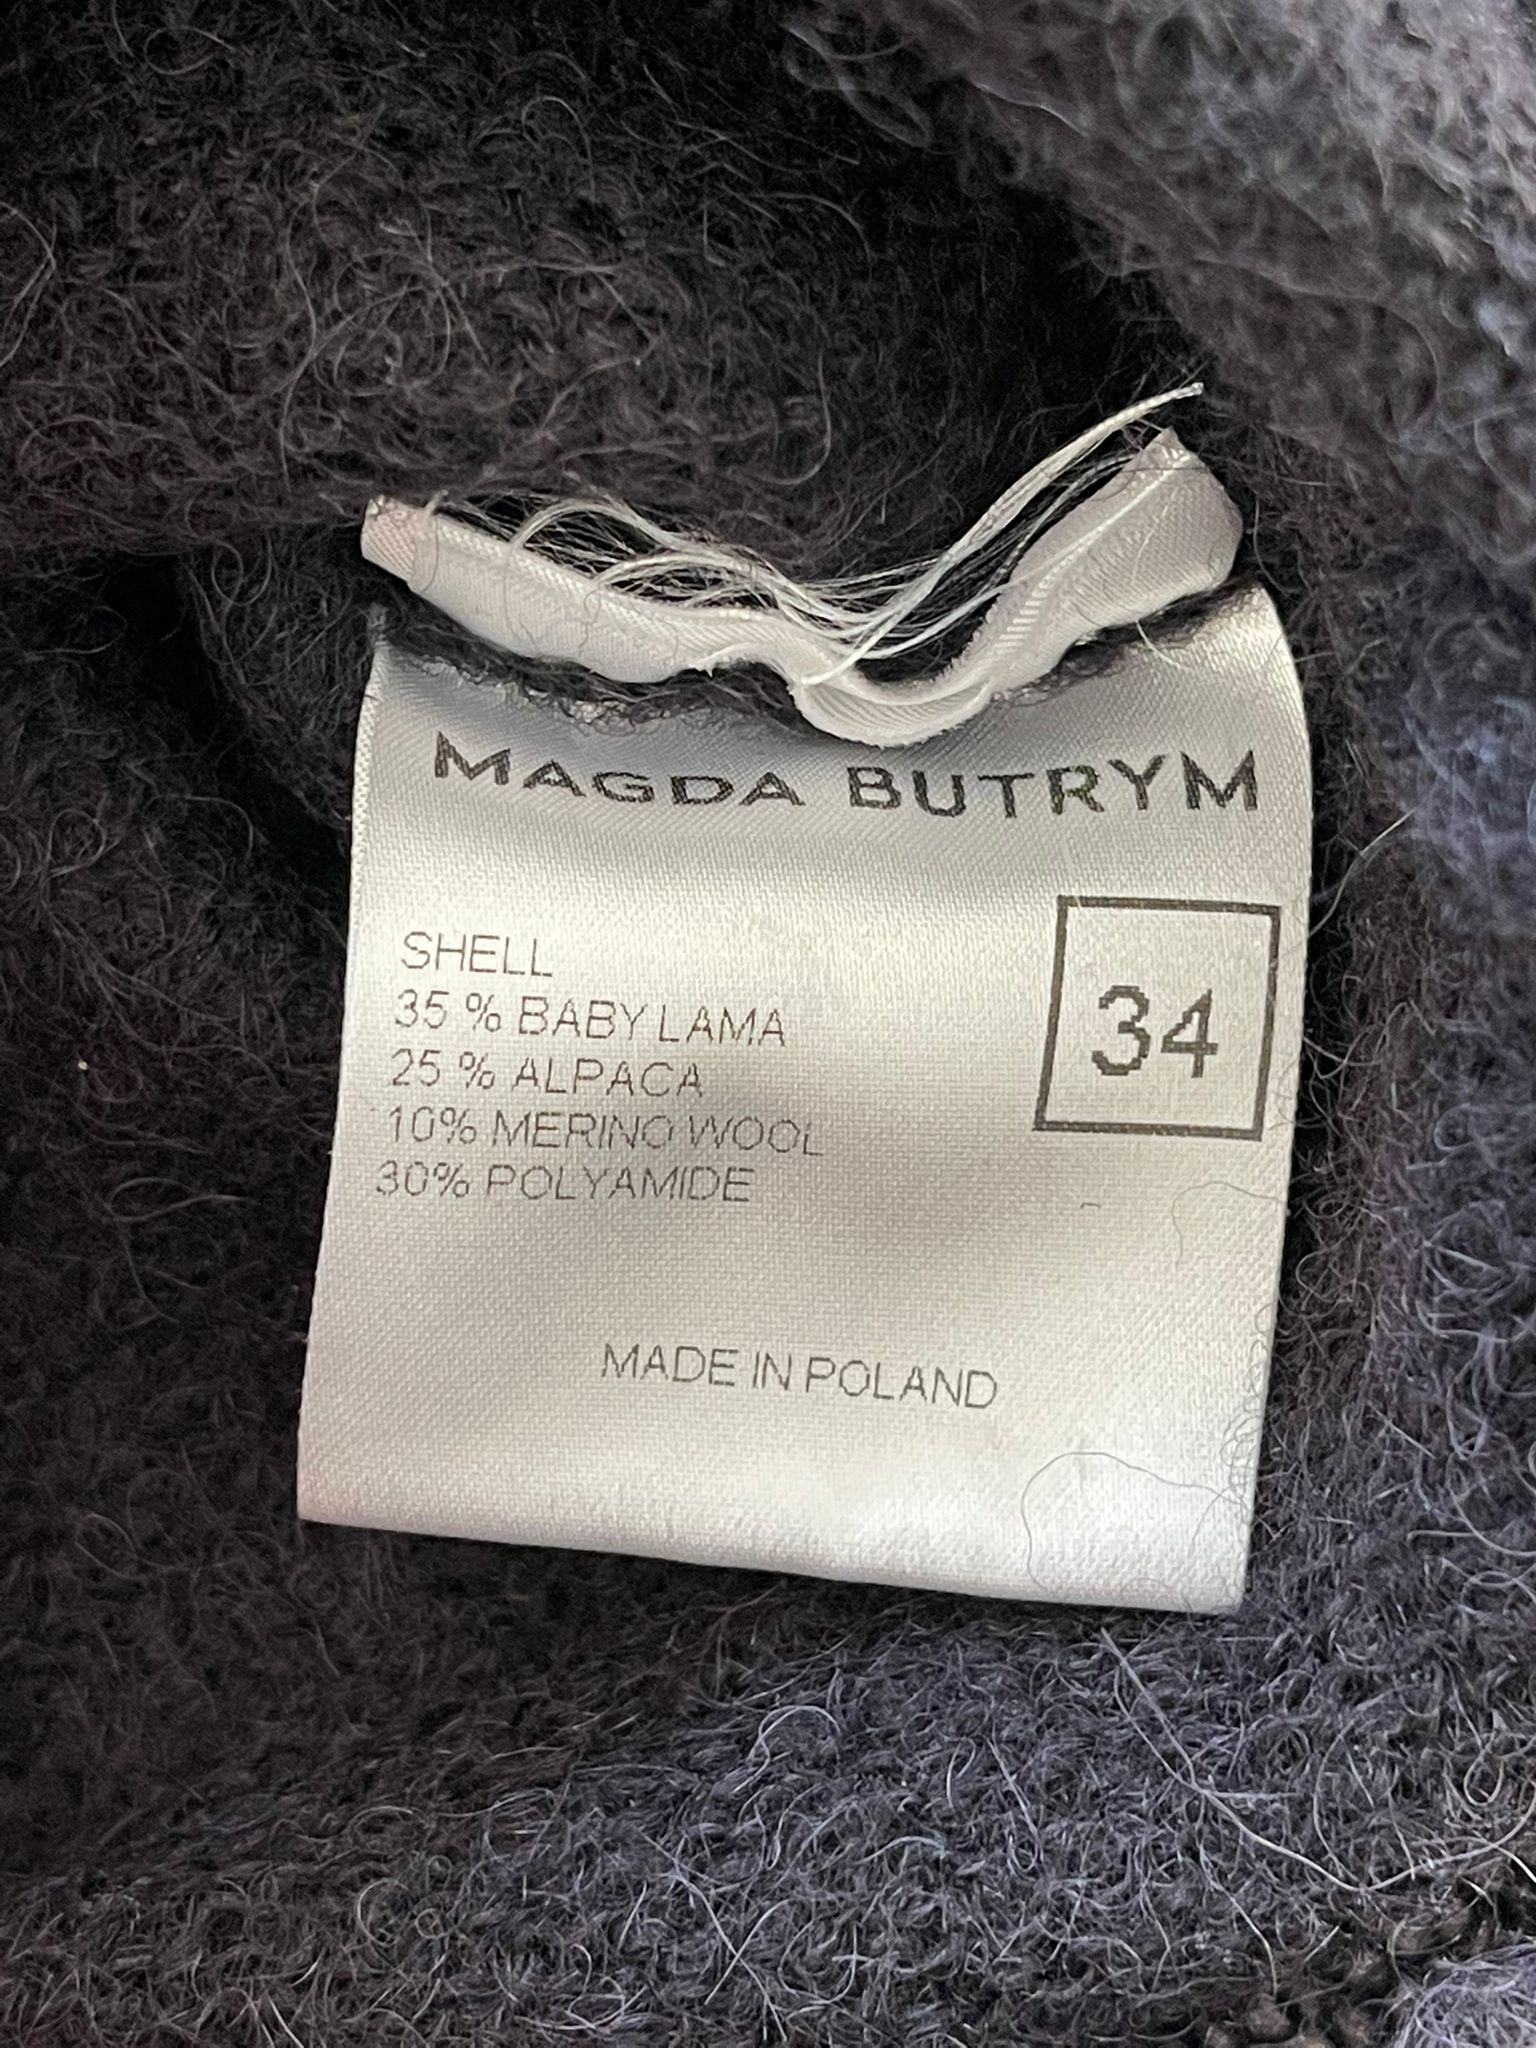 MAGDA BUTRYM
SHELL
35 % BABY LAMA
25 % ALPACA
10% MERINO WOOL
30% POLYAMIDE
34
MADE IN POLAND